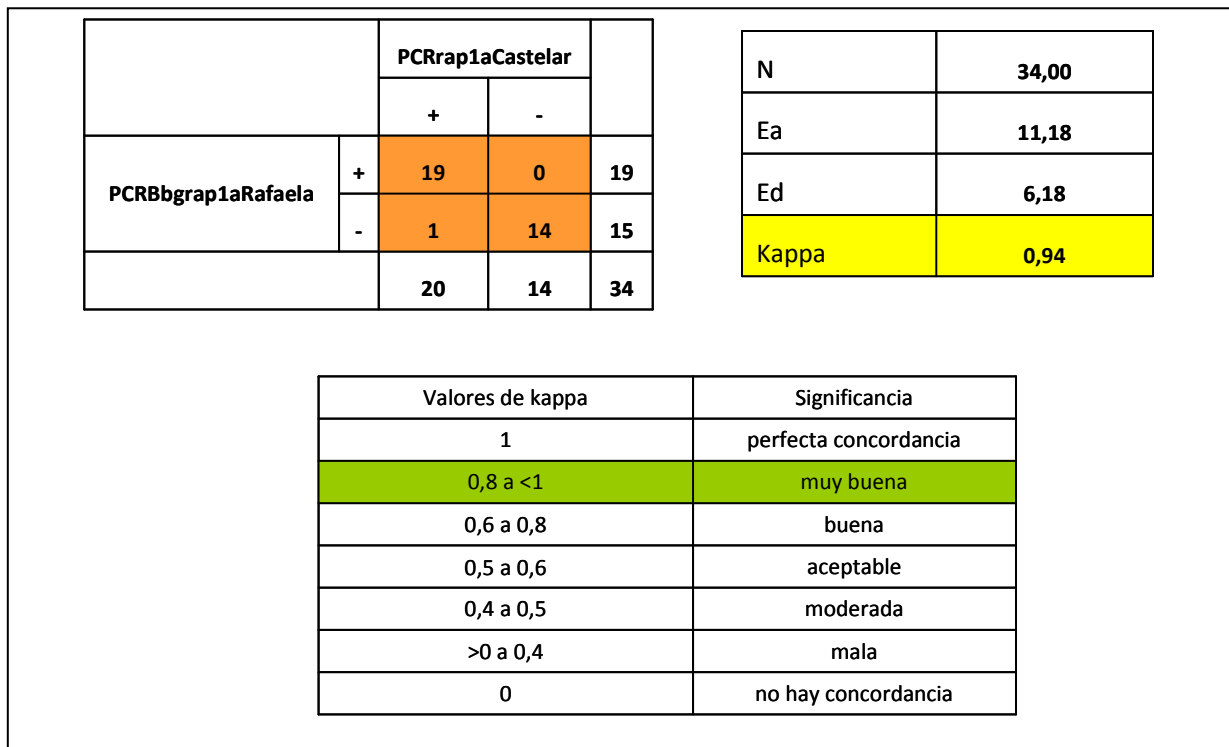 PCRrap1aCastelar
+ -
PCRBbgrap1aRafaela + 19 0 19
- 1 14 15
20 14 34
N 34,00
Ea 11,18
Ed 6,18
Kappa 0,94
Valores de kappa Significancia
1 perfecta concordancia
0,8 a <1 muy buena
0,6 a 0,8 buena
0,5 a 0,6 aceptable
0,4 a 0,5 moderada
>0 a 0,4 mala
0 no hay concordancia